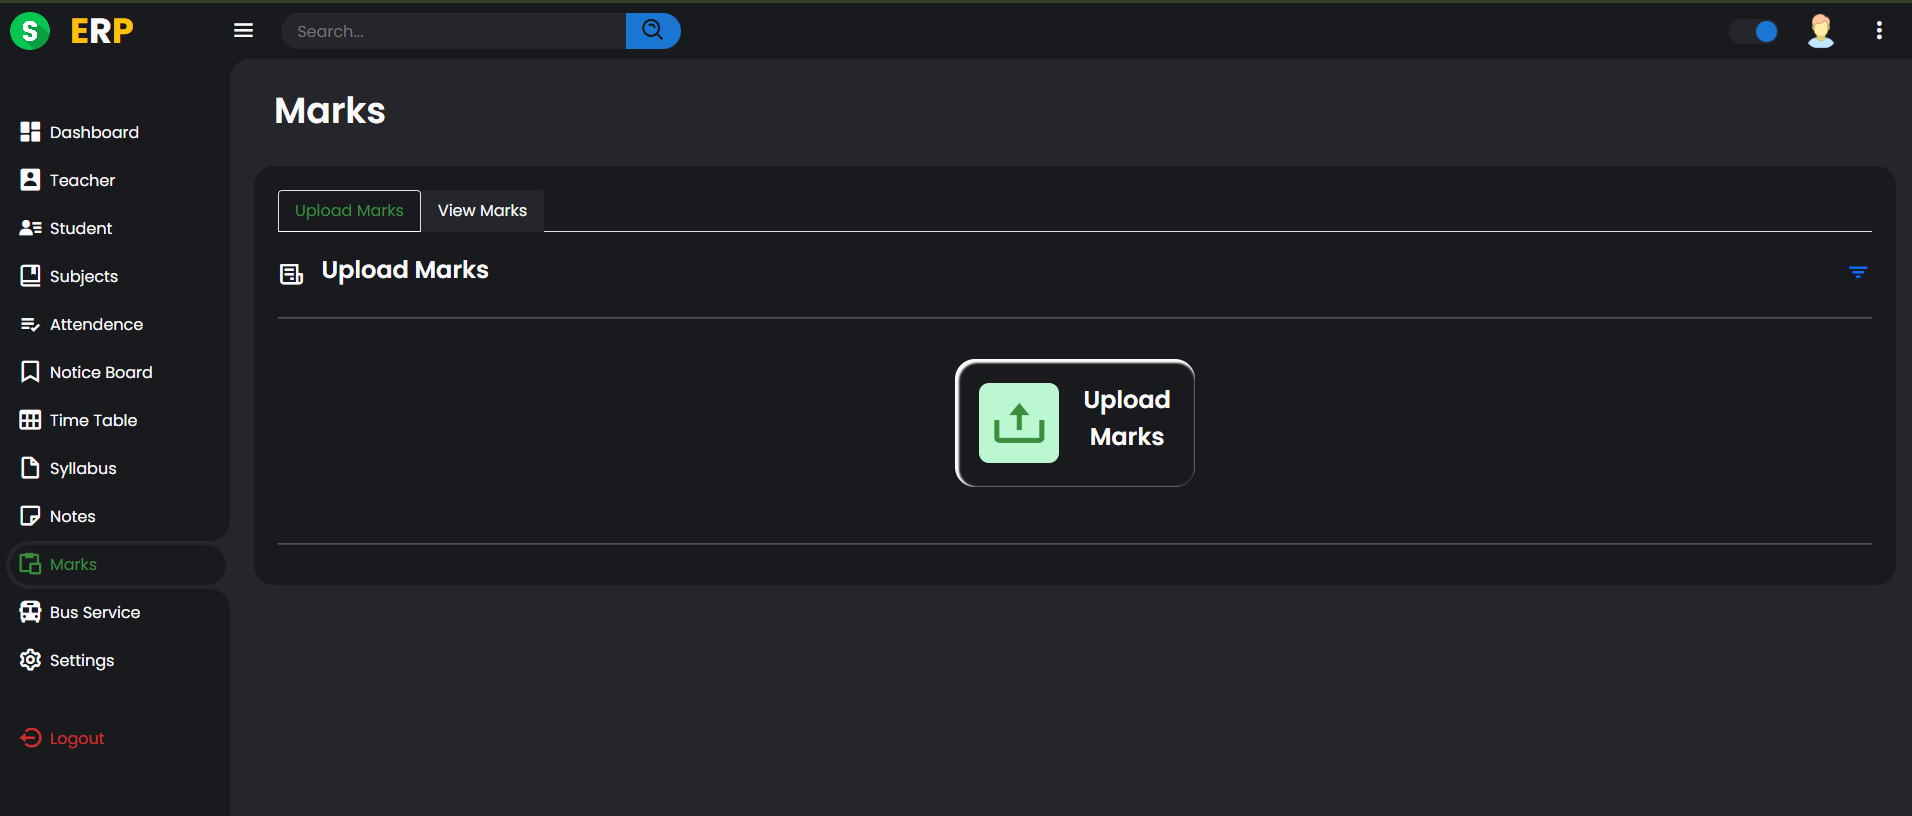 S ERP
Search...
Marks
Dashboard
Teacher
Student
Subjects
Attendence
Notice Board
Time Table
Syllabus
Notes
Marks
Bus Service
Settings
Logout
Upload Marks
View Marks
Upload Marks
Upload
Marks